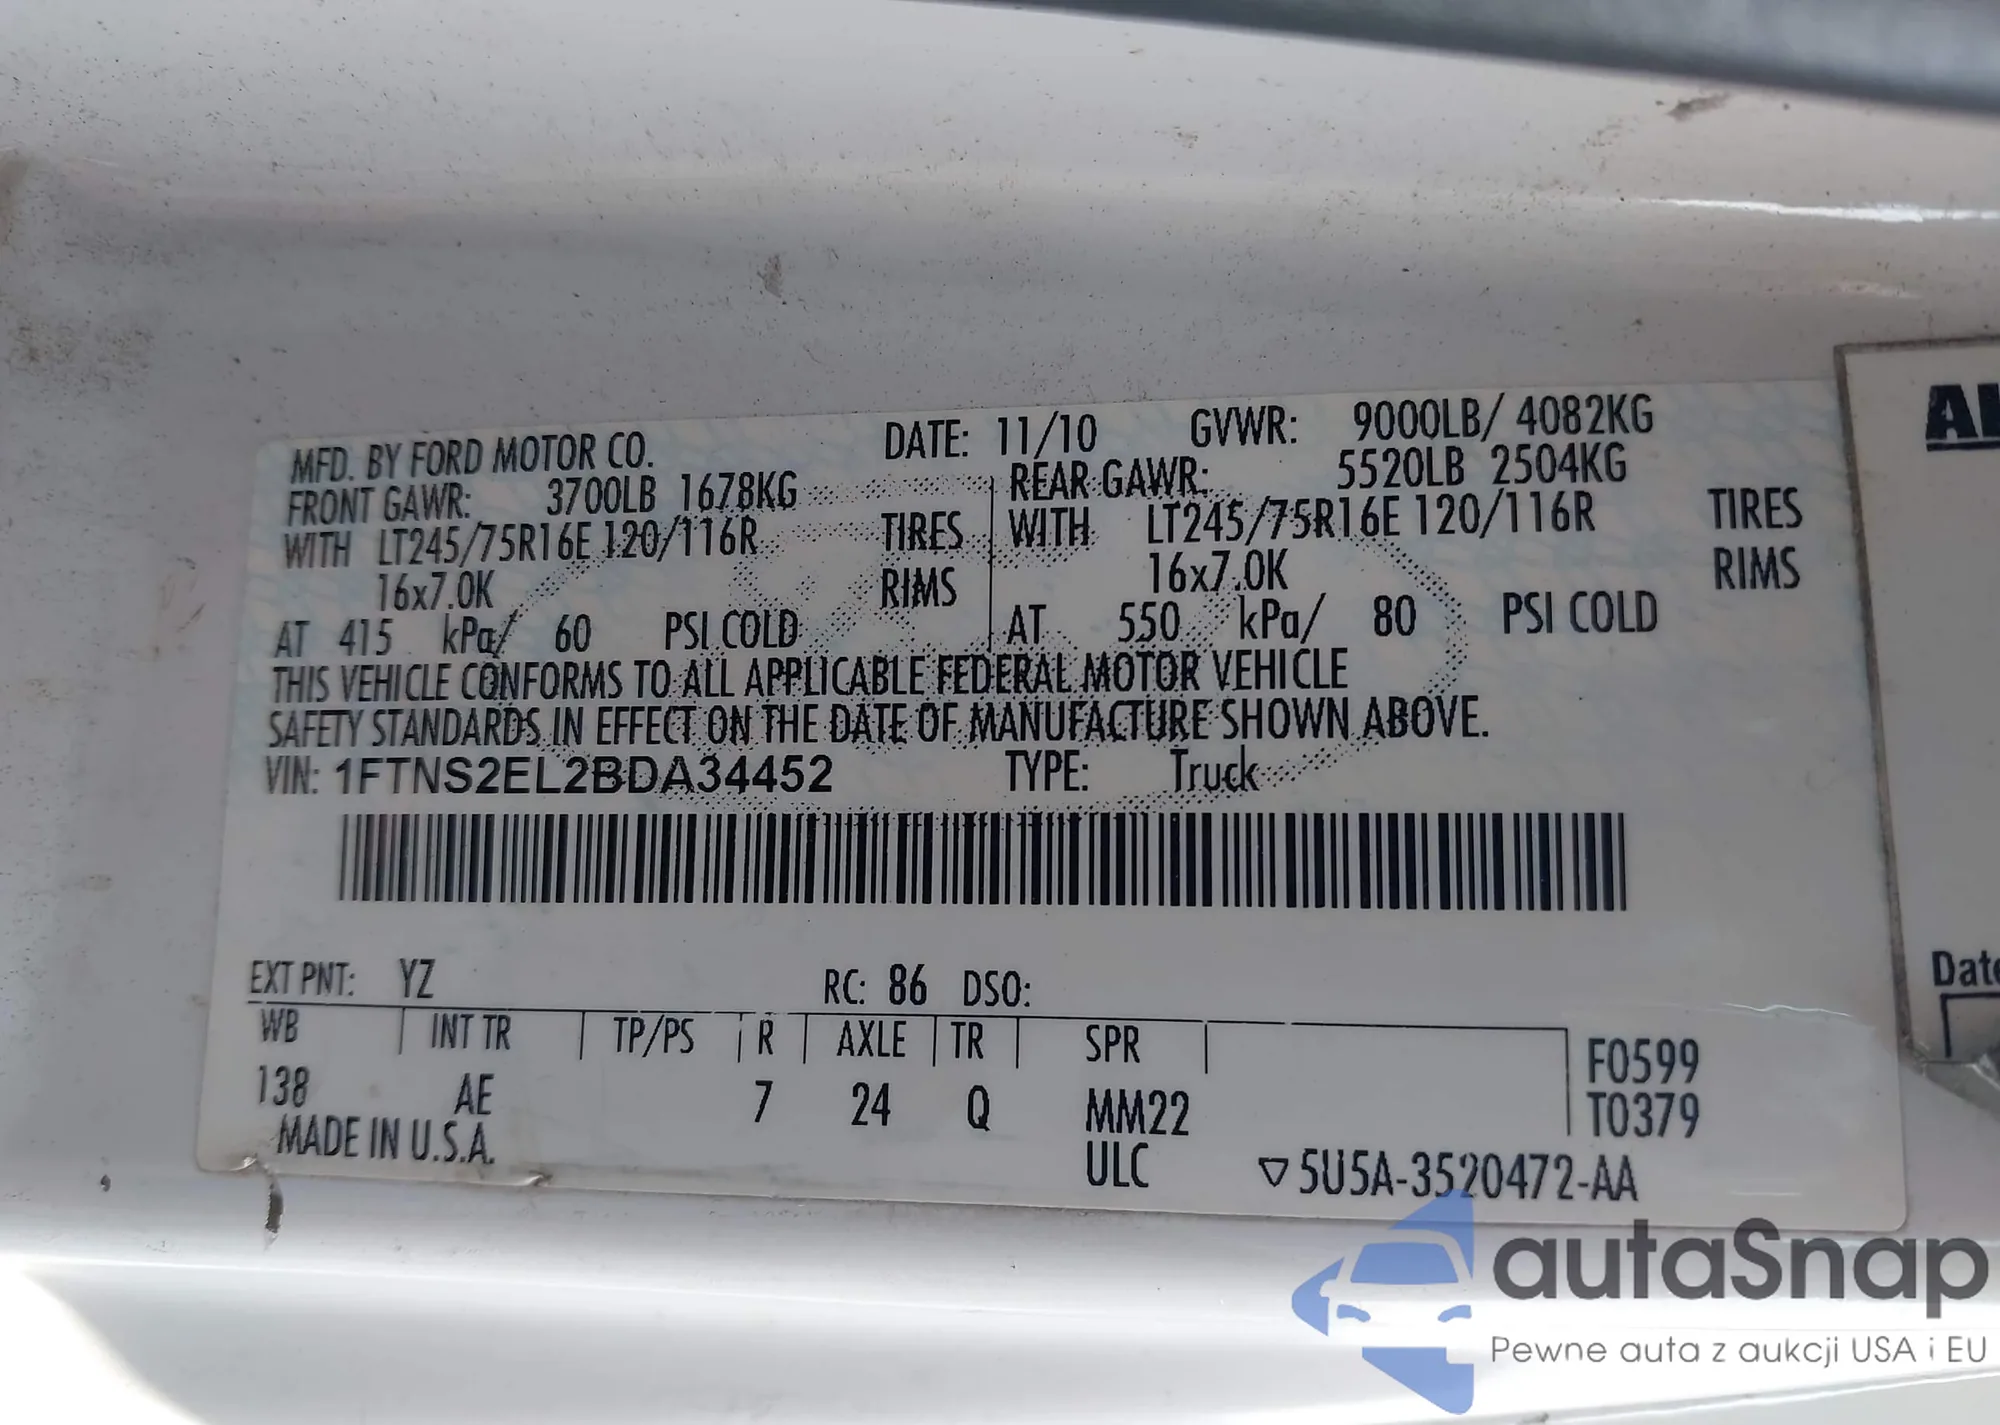 MFD. BY FORD MOTOR CO. DATE: 11/10 GVWR: 9000LB/ 4082KG
FRONT GAWR: 3700LB 1678KG REAR GAWR: 5520LB 2504KG
WITH LT245/75R16E 120/116R TIRES WITH LT245/75R16E 120/116R TIRES
16x7.0K RIMS 16x7.0K RIMS
AT 415 kPa/ 60 PSI COLD AT 550 kPa/ 80 PSI COLD
THIS VEHICLE CONFORMS TO ALL APPLICABLE FEDERAL MOTOR VEHICLE
SAFETY STANDARDS IN EFFECT ON THE DATE OF MANUFACTURE SHOWN ABOVE.
VIN: 1FTNS2EL2BDA34452 TYPE: Truck
EXT PNT: YZ RC: 86 DSO:
WB INT TR TP/PS R AXLE TR SPR F0599
138 AE 7 24 Q MM22 T0379
MADE IN U.S.A. ULC ▽5U5A-3520472-AA
Date
autaSnap
Pewne auta z aukcji USA i EU